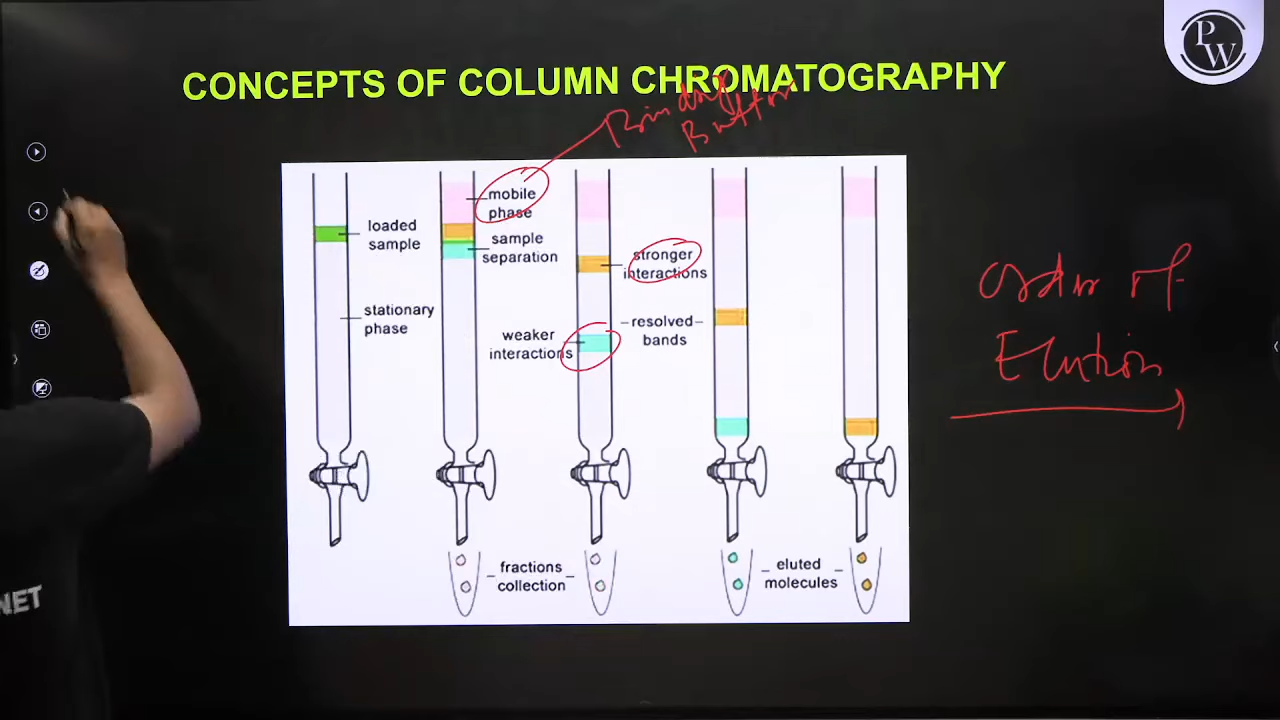 PW
CONCEPTS OF COLUMN CHROMATOGRAPHY
Binding
Buffer
mobile
phase
loaded
sample
sample
separation
stronger
interactions
stationary
phase
weaker
interactions
resolved
bands
Order of
Elution
fractions
collection
eluted
molecules
NET